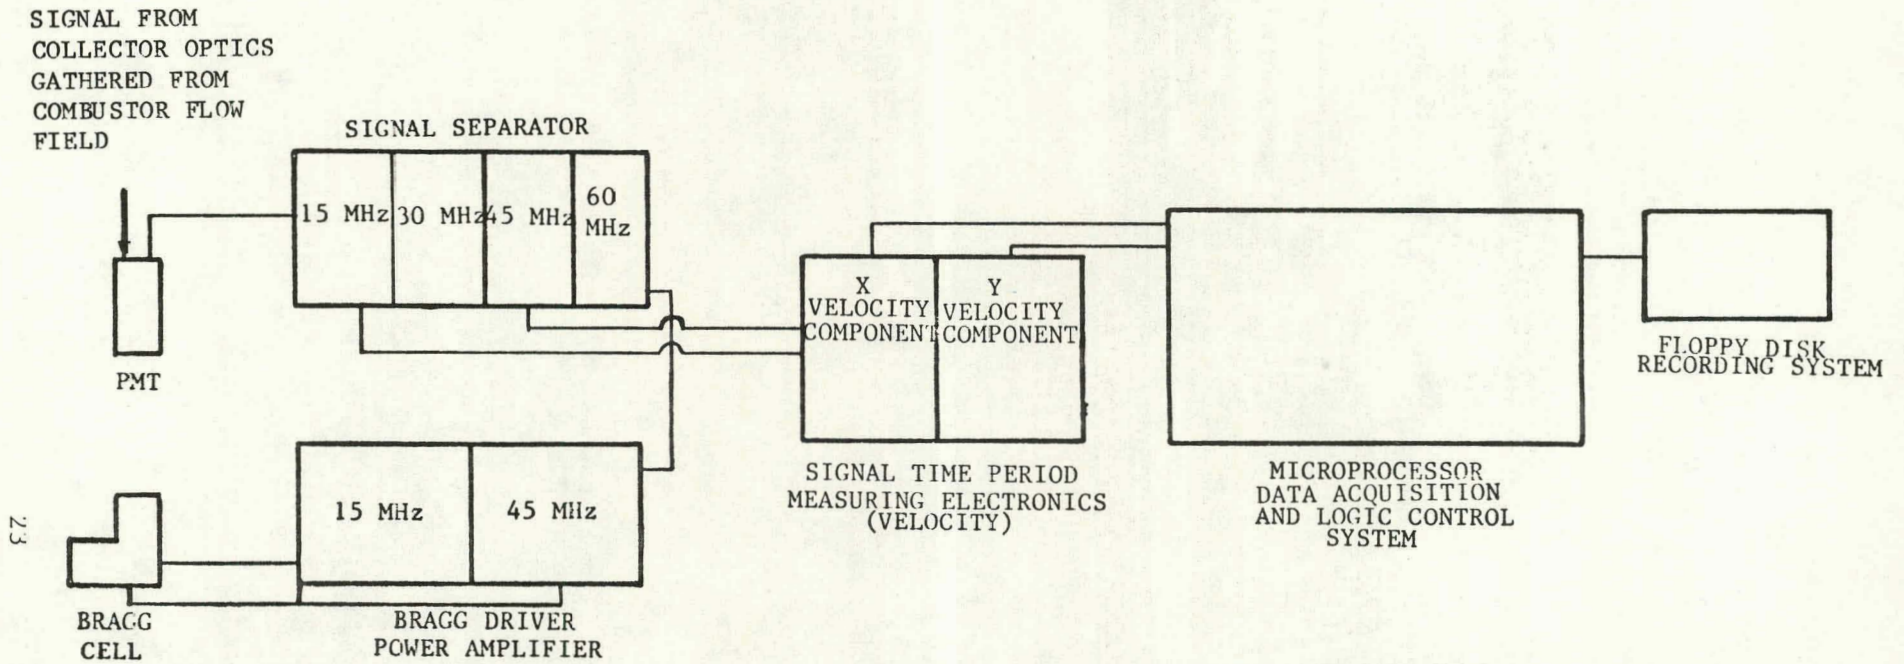 SIGNAL FROM
COLLECTOR OPTICS
GATHERED FROM
COMBUSTOR FLOW
FIELD
SIGNAL SEPARATOR
15 MHz
30 MHz
45 MHz
60
MHz
PMT
X
VELOCITY
COMPONENT
Y
VELOCITY
COMPONENT
FLOPPY DISK
RECORDING SYSTEM
15 MHz
45 MHz
SIGNAL TIME PERIOD
MEASURING ELECTRONICS
(VELOCITY)
MICROPROCESSOR
DATA ACQUISITION
AND LOGIC CONTROL
SYSTEM
BRAGG
CELL
BRAGG DRIVER
POWER AMPLIFIER
23